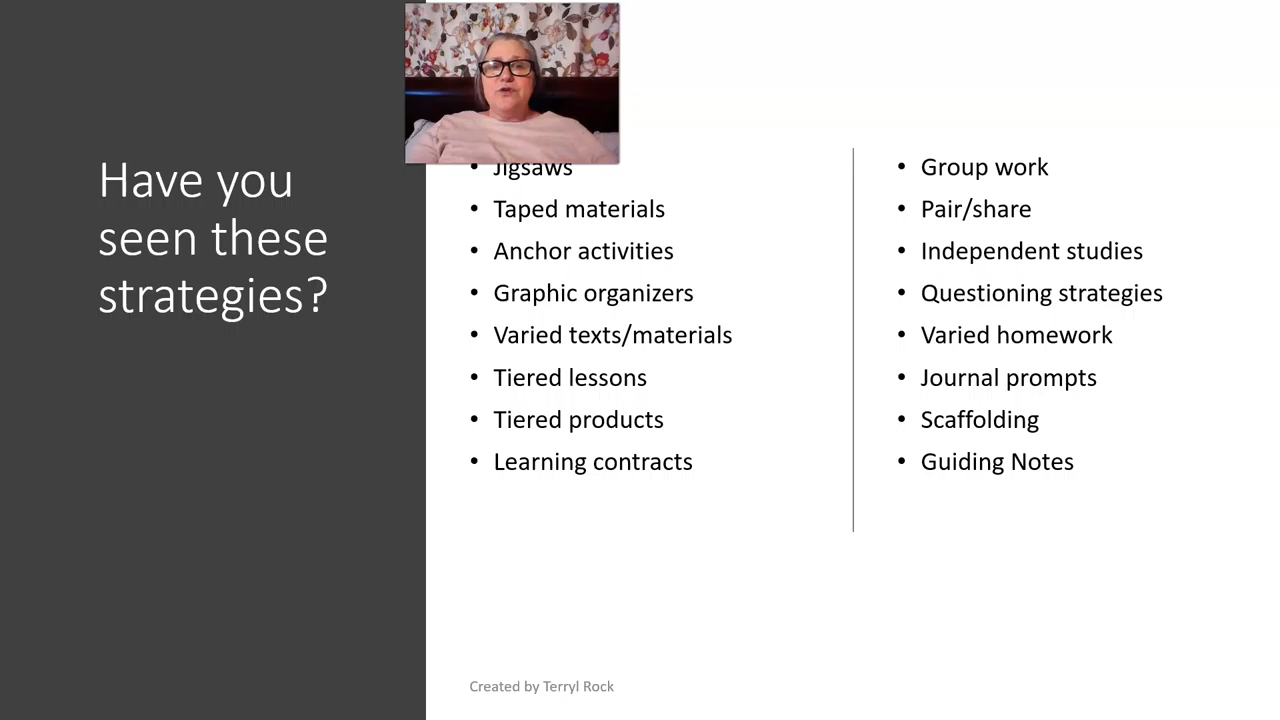 Have you
seen these
strategies?
• Jigsaws
• Taped materials
• Anchor activities
• Graphic organizers
• Varied texts/materials
• Tiered lessons
• Tiered products
• Learning contracts
• Group work
• Pair/share
• Independent studies
• Questioning strategies
• Varied homework
• Journal prompts
• Scaffolding
• Guiding Notes
Created by Terryl Rock